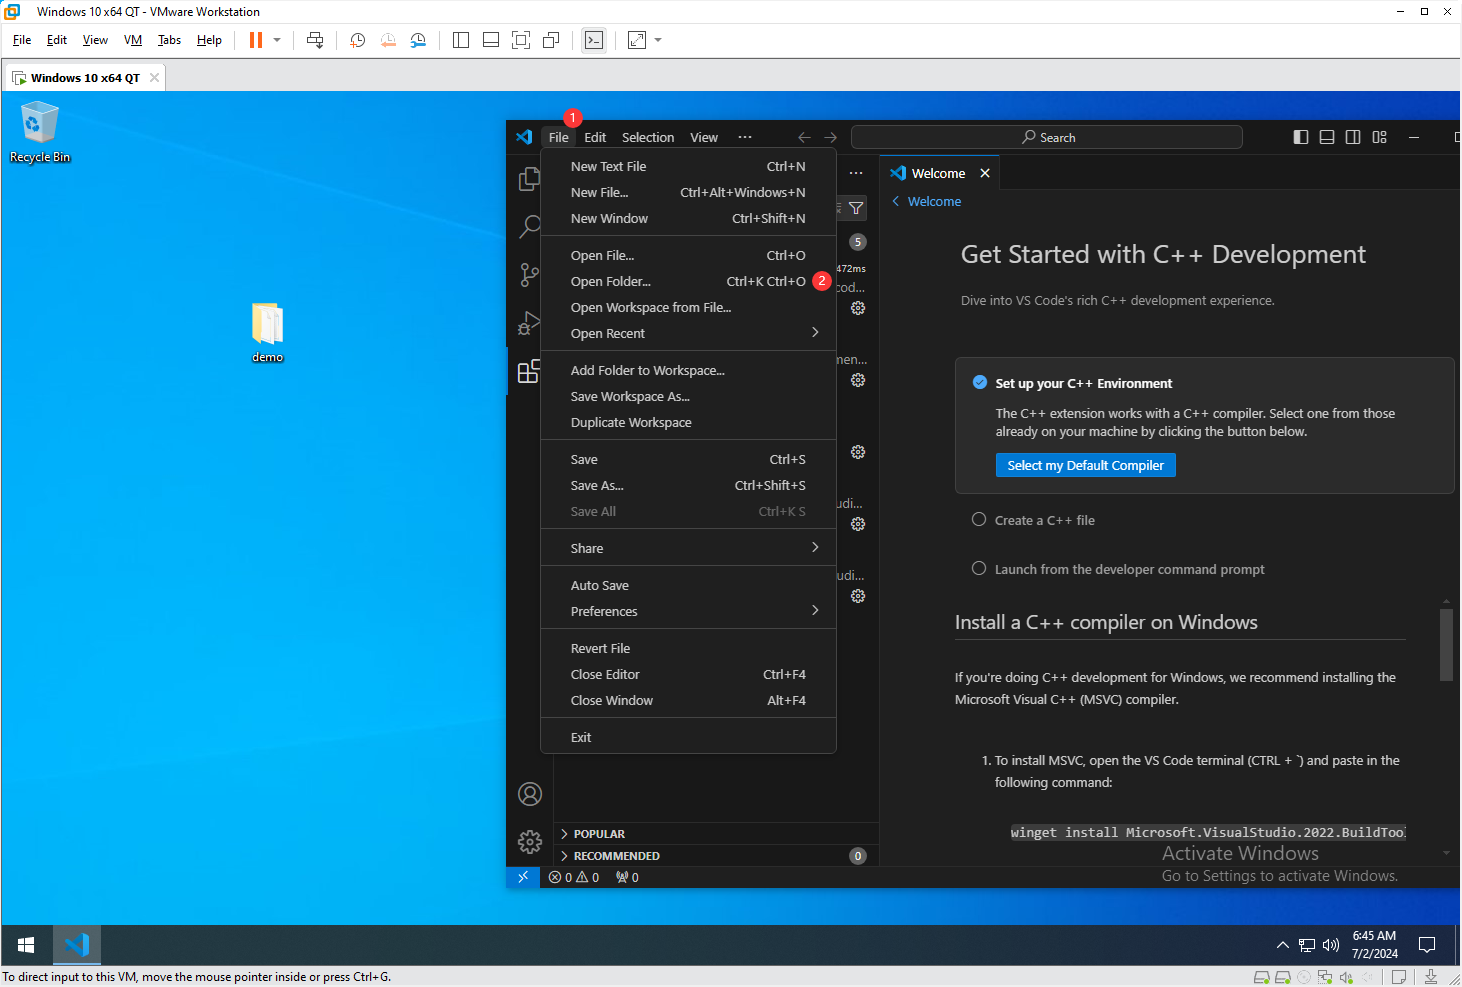 Windows 10 x64 QT - VMware Workstation
File Edit View VM Tabs Help
Windows 10 x64 QT
Recycle Bin
demo
1
File Edit Selection View ··· Search
New Text File Ctrl+N
New File... Ctrl+Alt+Windows+N
New Window Ctrl+Shift+N
Open File... Ctrl+O
Open Folder... Ctrl+K Ctrl+O 2
Open Workspace from File...
Open Recent
Add Folder to Workspace...
Save Workspace As...
Duplicate Workspace
Save Ctrl+S
Save As... Ctrl+Shift+S
Save All Ctrl+K S
Share
Auto Save
Preferences
Revert File
Close Editor Ctrl+F4
Close Window Alt+F4
Exit
5
472ms
cod...
men...
udi...
udi...
POPULAR
RECOMMENDED 0
0 0 0
Welcome
Welcome
Get Started with C++ Development
Dive into VS Code's rich C++ development experience.
Set up your C++ Environment
The C++ extension works with a C++ compiler. Select one from those
already on your machine by clicking the button below.
Select my Default Compiler
Create a C++ file
Launch from the developer command prompt
Install a C++ compiler on Windows
If you're doing C++ development for Windows, we recommend installing the
Microsoft Visual C++ (MSVC) compiler.
1. To install MSVC, open the VS Code terminal (CTRL + `) and paste in the
following command:
winget install Microsoft.VisualStudio.2022.BuildTool
Activate Windows
Go to Settings to activate Windows.
6:45 AM
7/2/2024
To direct input to this VM, move the mouse pointer inside or press Ctrl+G.